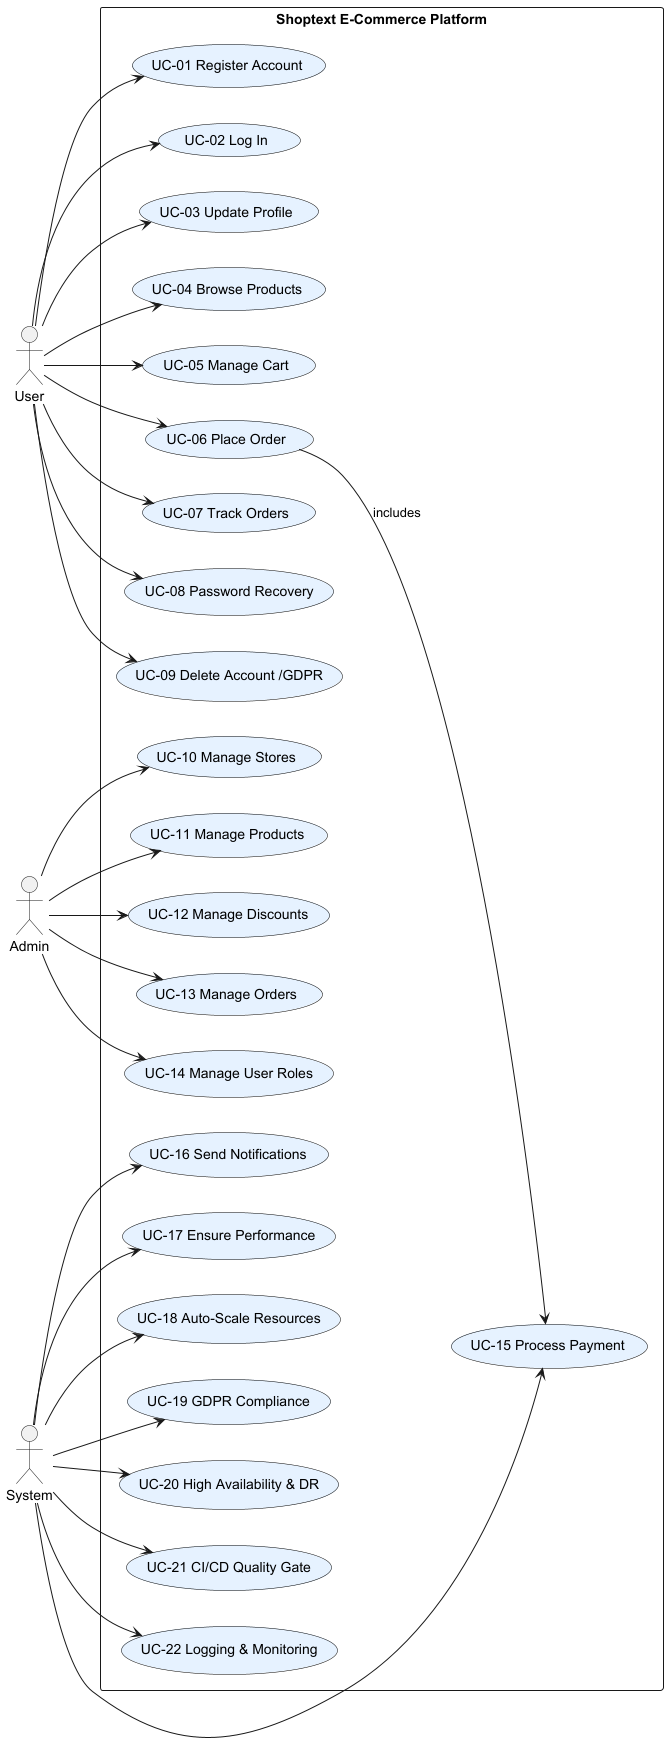 Shoptext E-Commerce Platform
UC-01 Register Account
UC-02 Log In
UC-03 Update Profile
UC-04 Browse Products
UC-05 Manage Cart
User
UC-06 Place Order
UC-07 Track Orders
includes
UC-08 Password Recovery
UC-09 Delete Account /GDPR
UC-10 Manage Stores
UC-11 Manage Products
UC-12 Manage Discounts
Admin
UC-13 Manage Orders
UC-14 Manage User Roles
UC-16 Send Notifications
UC-17 Ensure Performance
UC-18 Auto-Scale Resources
UC-15 Process Payment
UC-19 GDPR Compliance
UC-20 High Availability & DR
System
UC-21 CI/CD Quality Gate
UC-22 Logging & Monitoring